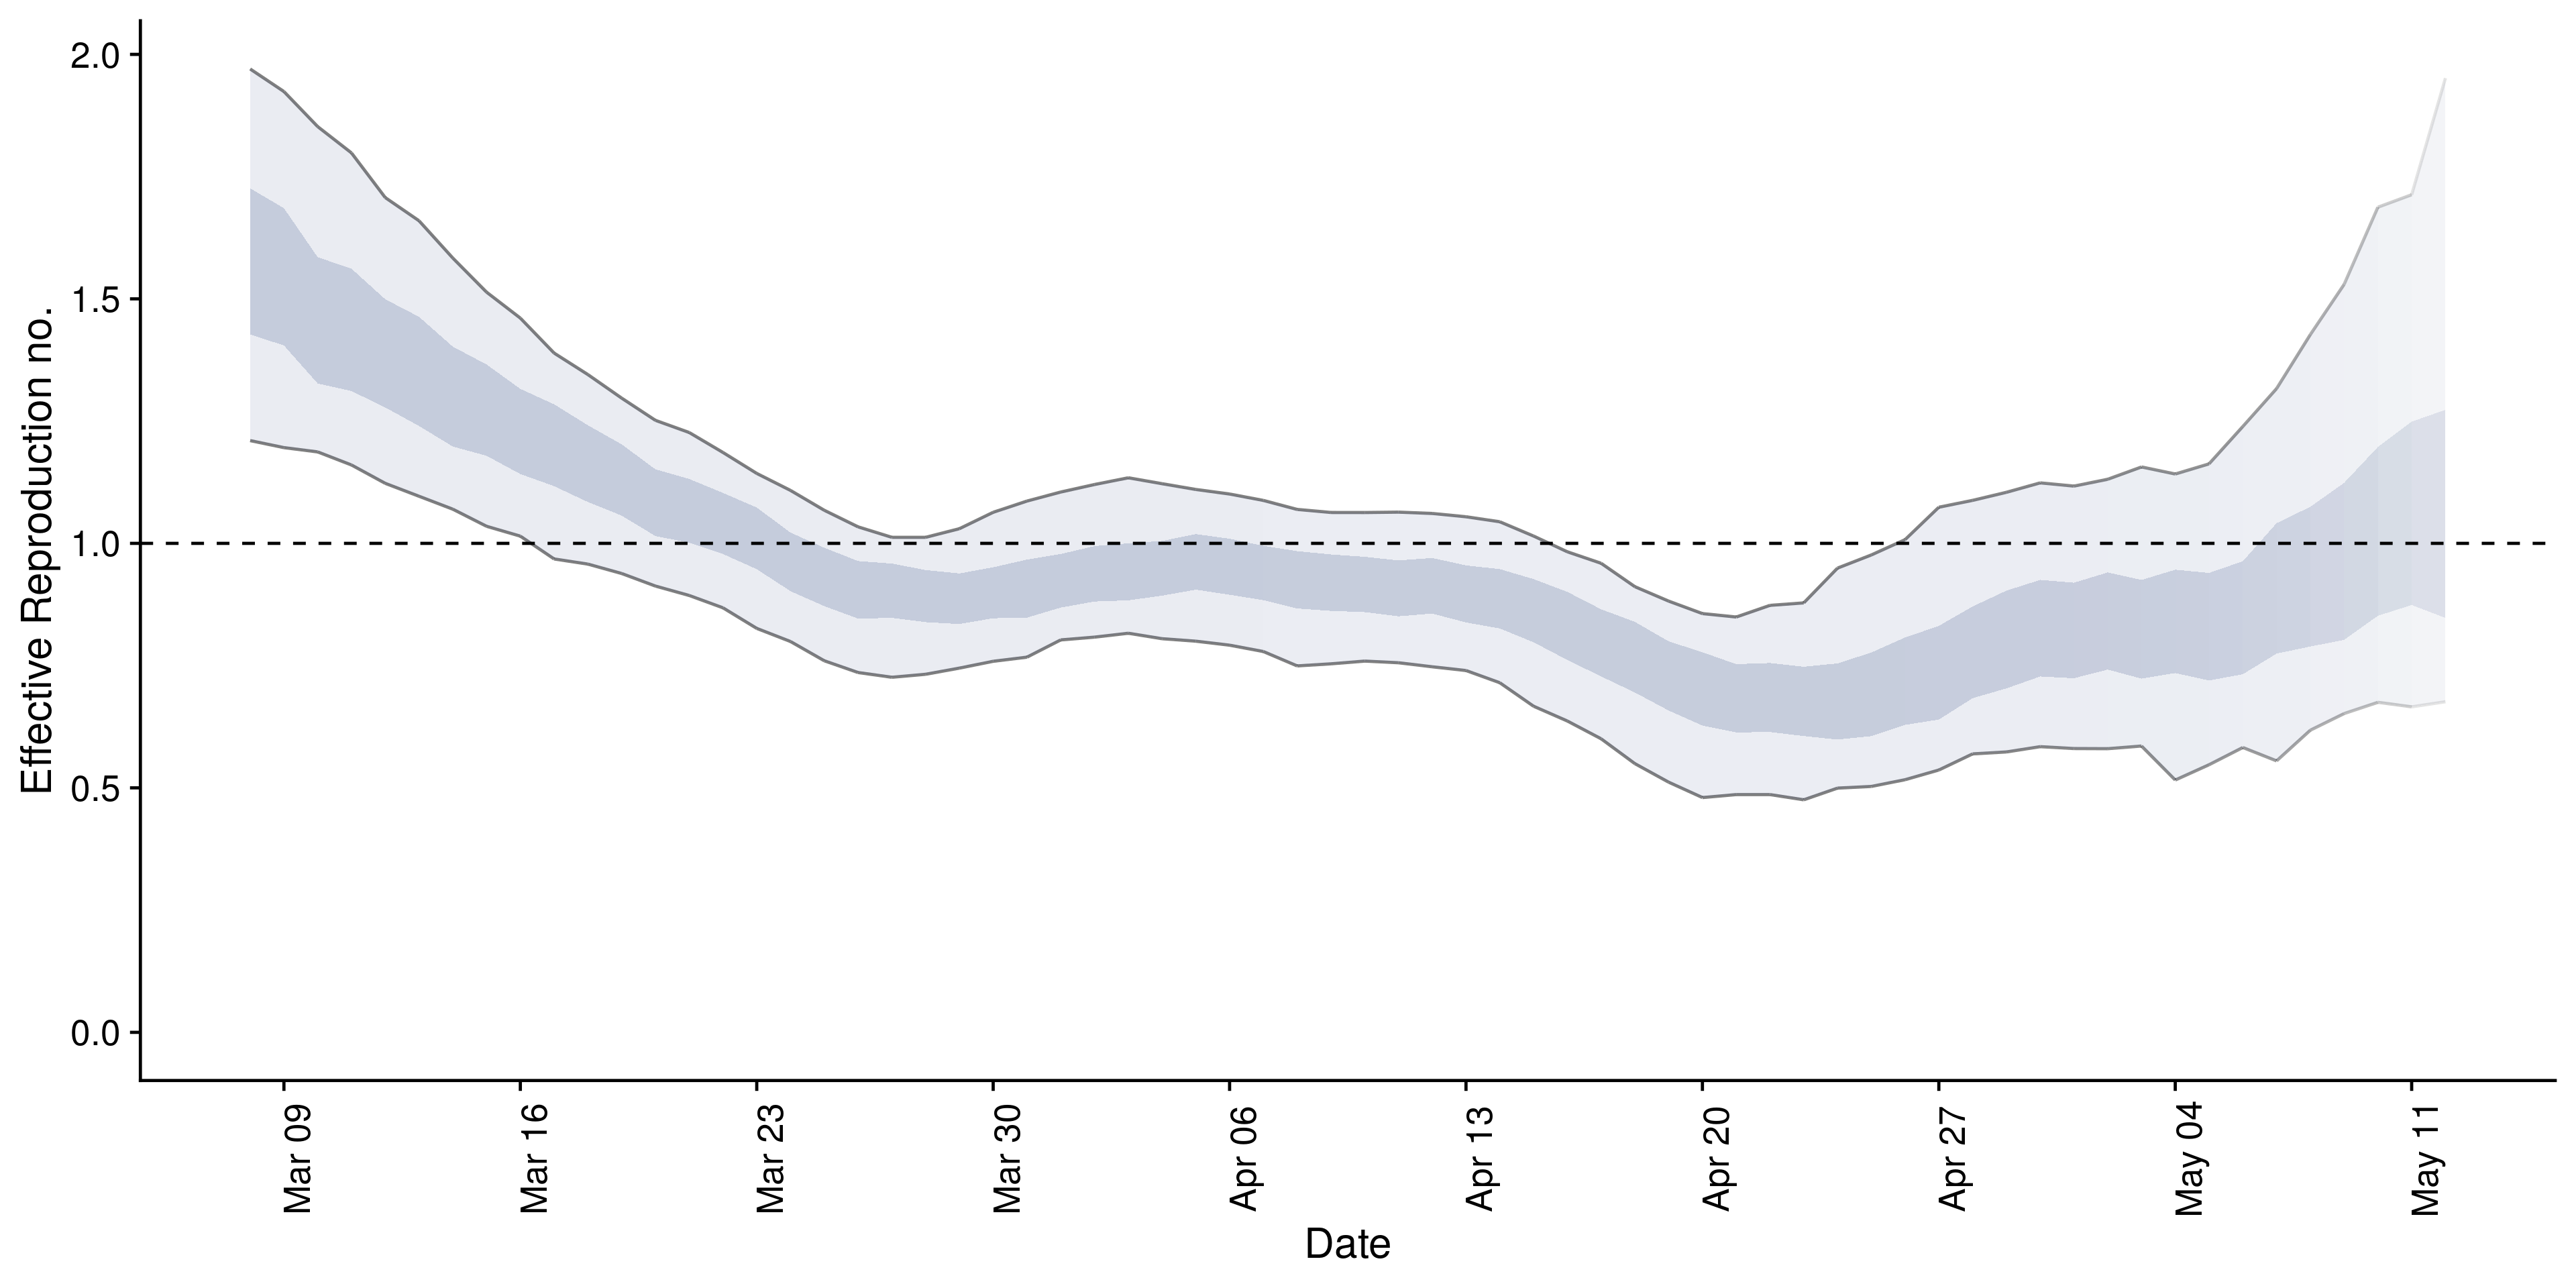 Effective Reproduction no.
2.0
1.5
1.0
0.5
0.0
Mar 09
Mar 16
Mar 23
Mar 30
Apr 06
Apr 13
Apr 20
Apr 27
May 04
May 11
Date